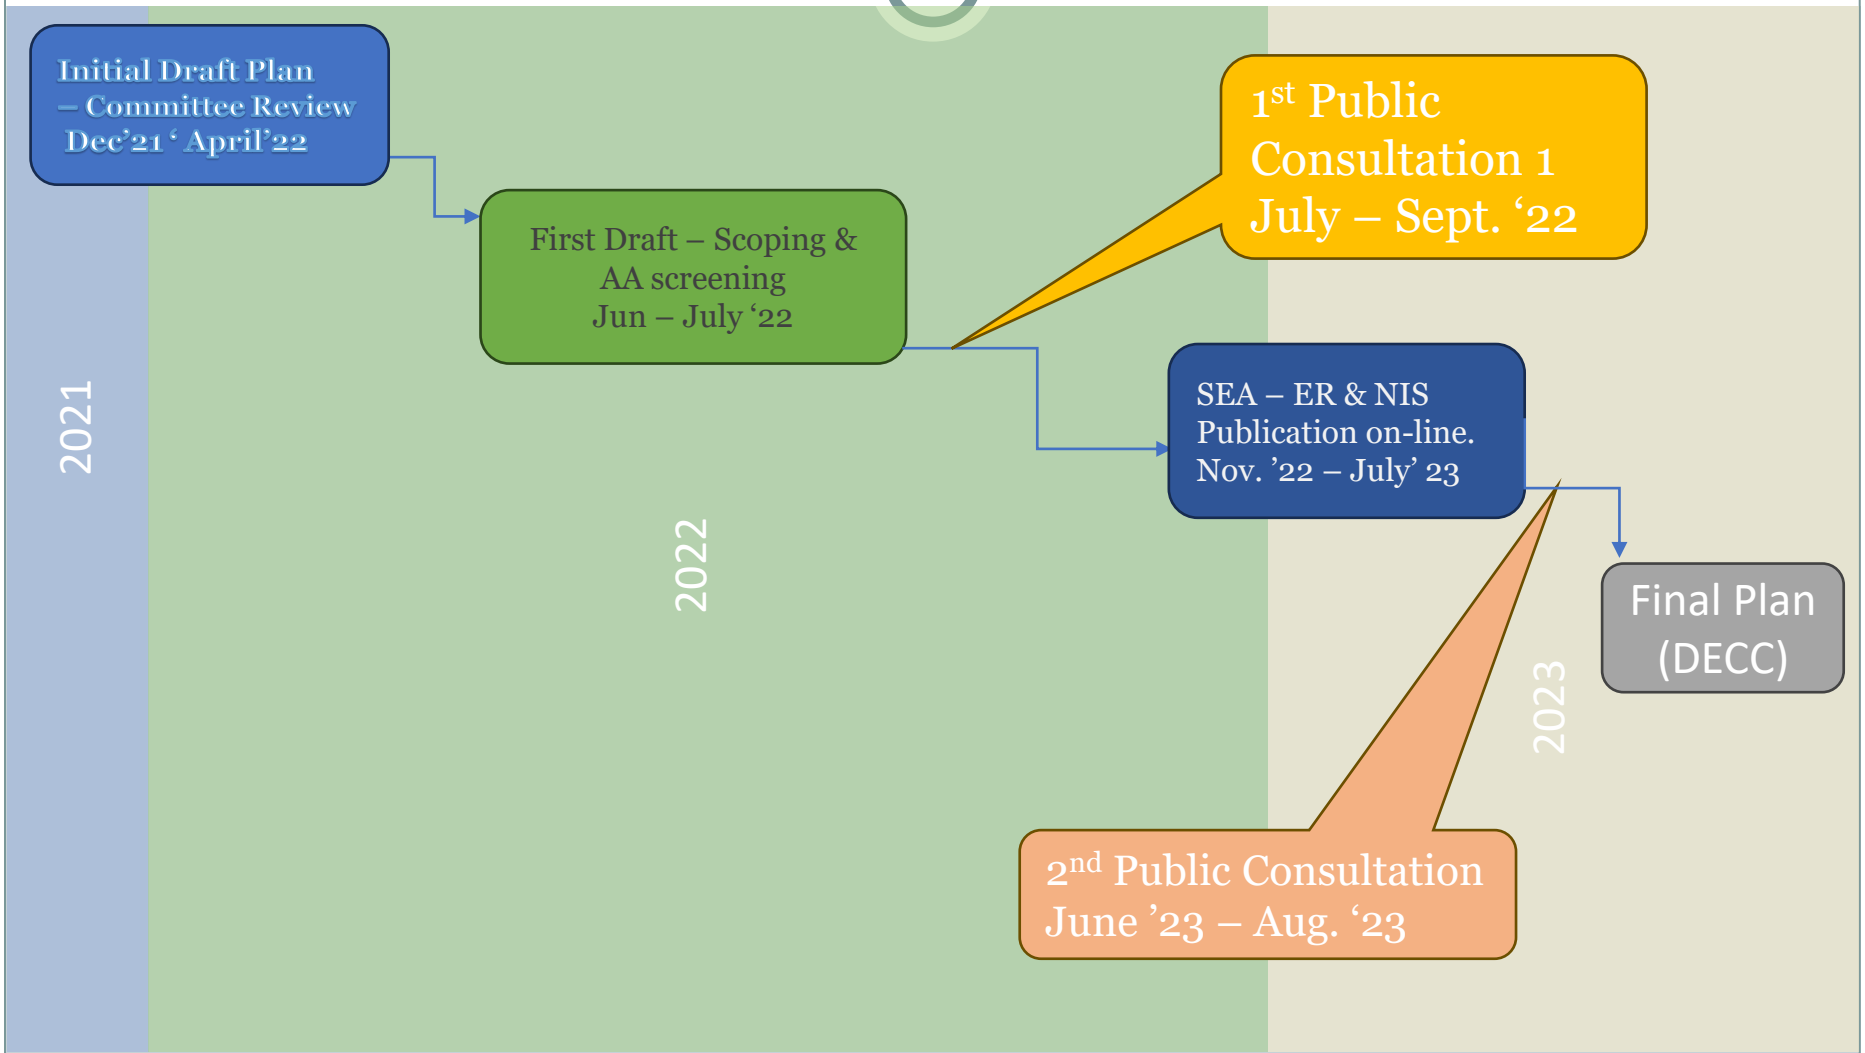 Initial Draft Plan
– Committee Review
Dec’21 ‘ April’22
1st Public
Consultation 1
July – Sept. ‘22
First Draft – Scoping &
AA screening
Jun – July ‘22
SEA – ER & NIS
Publication on-line.
Nov. ’22 – July’ 23
2021
2022
Final Plan
(DECC)
2023
2nd Public Consultation
June ’23 – Aug. ‘23